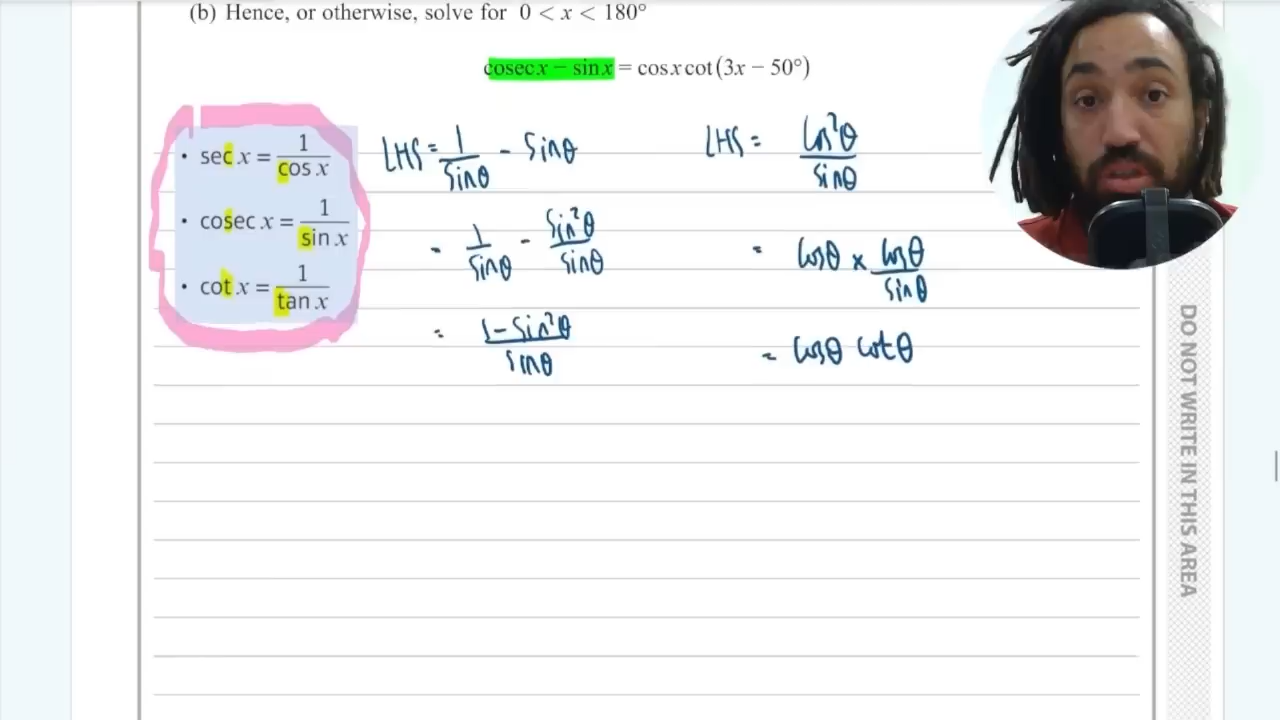 (b) Hence, or otherwise, solve for 0 < x < 180°
cosec x − sin x = cos x cot (3x − 50°)
• sec x = 1/cos x
• cosec x = 1/sin x
• cot x = 1/tan x
LHS = 1/sinθ - sinθ
= 1/sinθ - sin²θ/sinθ
= 1-sin²θ/sinθ
LHS = cos²θ/sinθ
= cosθ × cosθ/sinθ
= cosθ cotθ
DO NOT WRITE IN THIS AREA